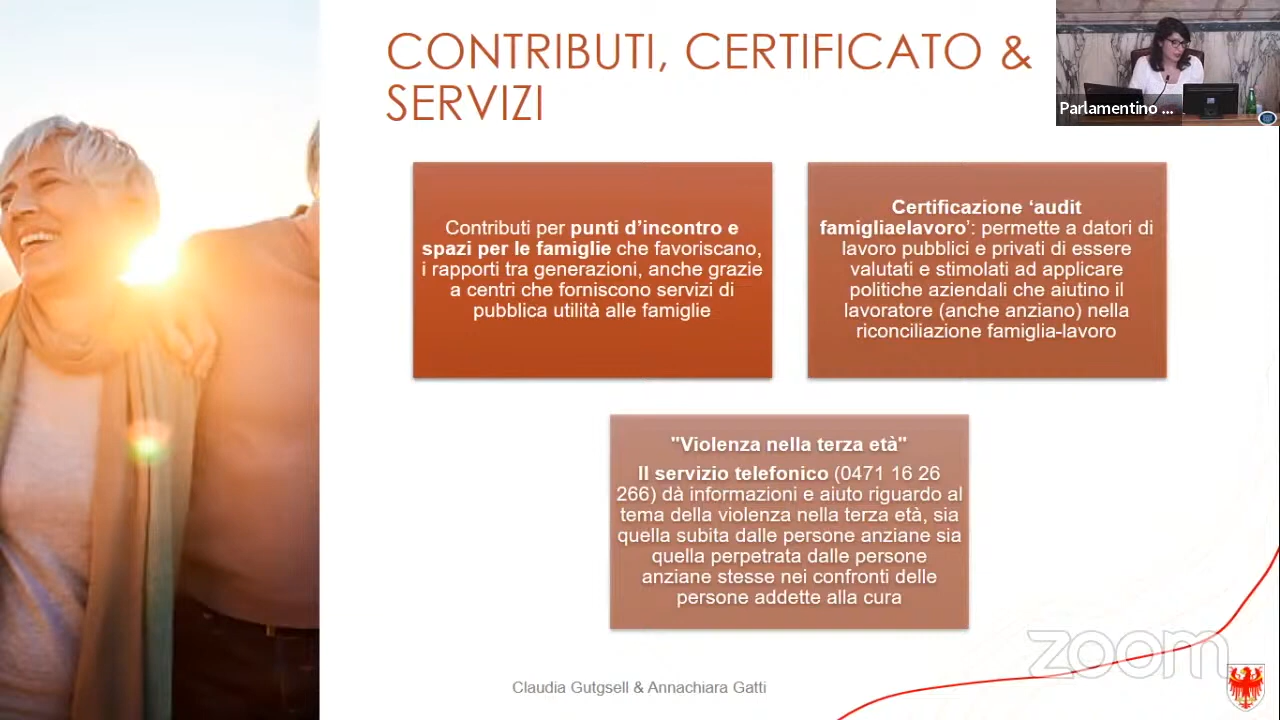 CONTRIBUTI, CERTIFICATO &
SERVIZI
Parlamentino ...
Contributi per punti d'incontro e
spazi per le famiglie che favoriscano,
i rapporti tra generazioni, anche grazie
a centri che forniscono servizi di
pubblica utilità alle famiglie
Certificazione ‘audit
famigliaelavoro’: permette a datori di
lavoro pubblici e privati di essere
valutati e stimolati ad applicare
politiche aziendali che aiutino il
lavoratore (anche anziano) nella
riconciliazione famiglia-lavoro
"Violenza nella terza età"
Il servizio telefonico (0471 16 26
266) dà informazioni e aiuto riguardo al
tema della violenza nella terza età, sia
quella subita dalle persone anziane sia
quella perpetrata dalle persone
anziane stesse nei confronti delle
persone addette alla cura
zoom
Claudia Gutgsell & Annachiara Gatti